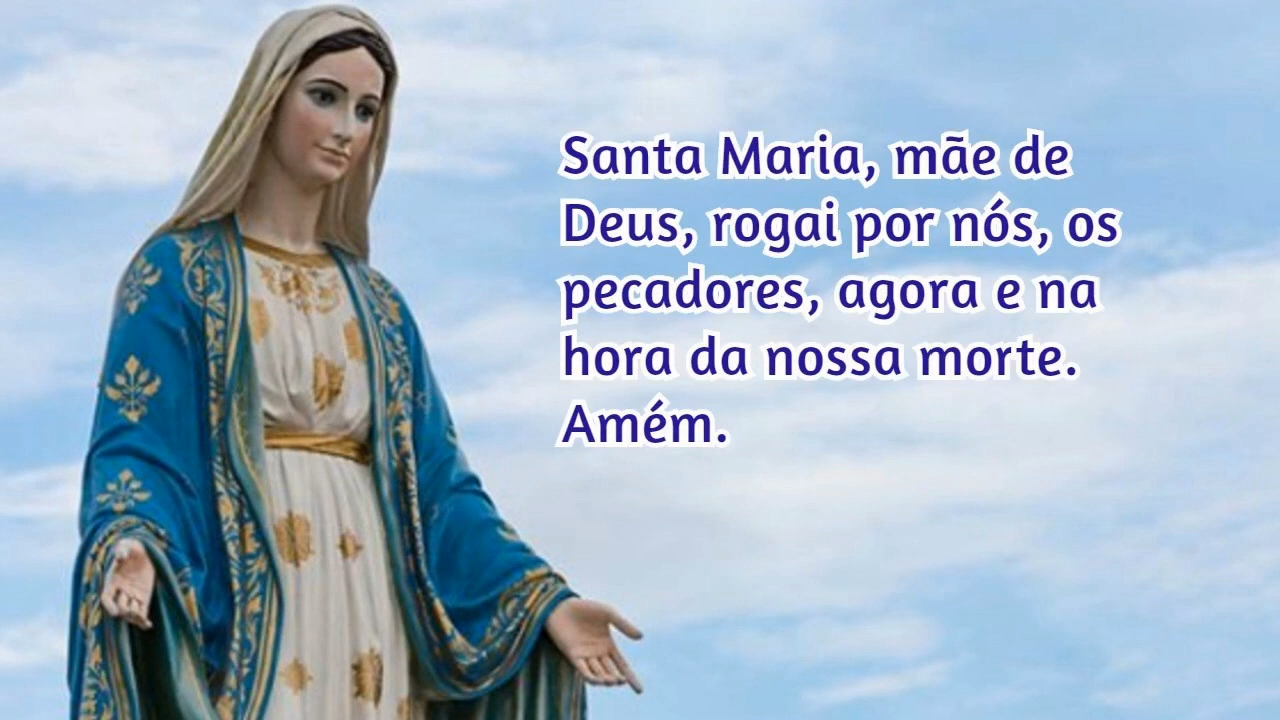 Santa Maria, mãe de
Deus, rogai por nós, os
pecadores, agora e na
hora da nossa morte.
Amém.